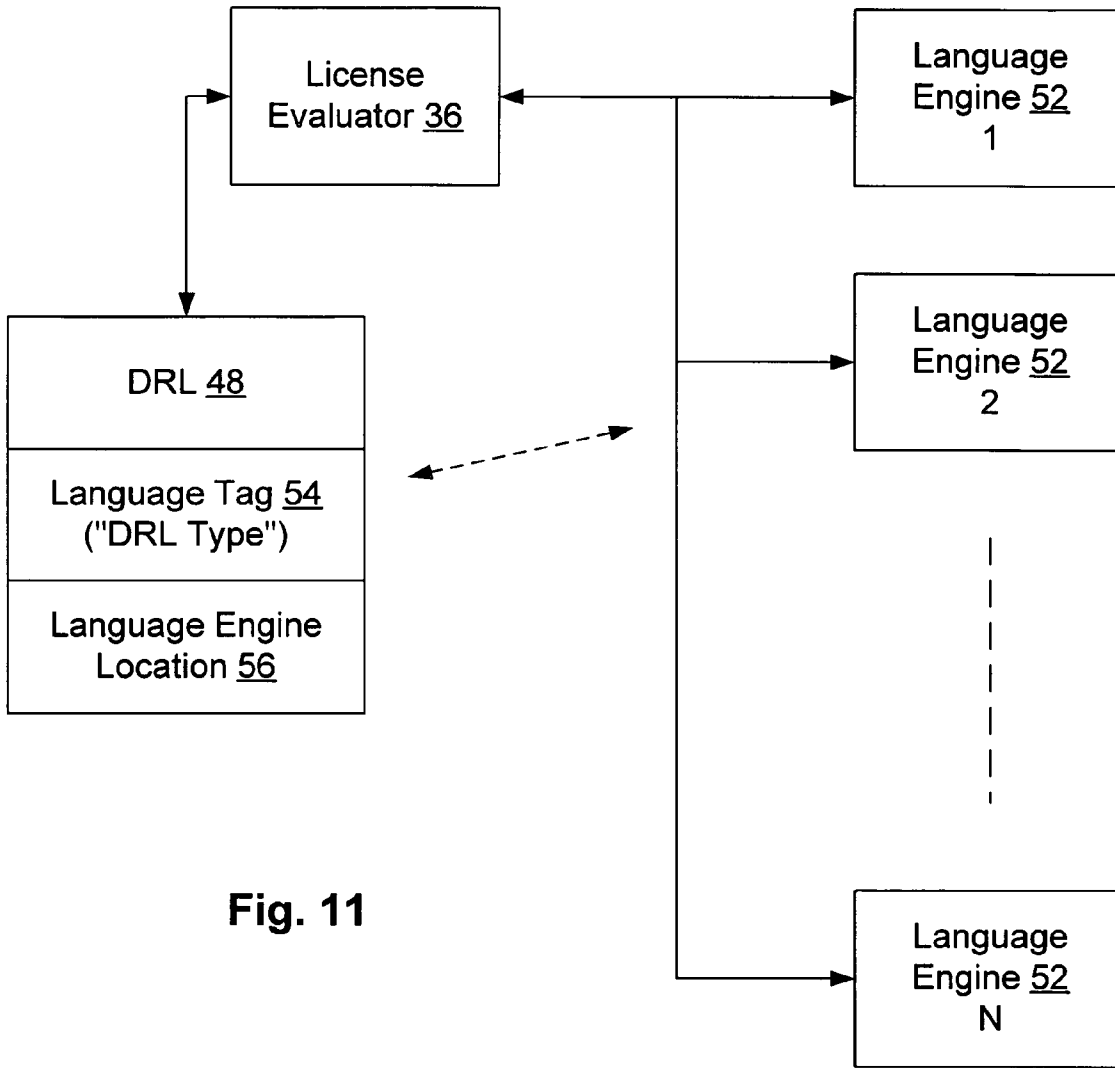 License
Evaluator 36
Language
Engine 52
1
Language
Engine 52
2
DRL 48
Language Tag 54
("DRL Type")
Language Engine
Location 56
Fig. 11
Language
Engine 52
N